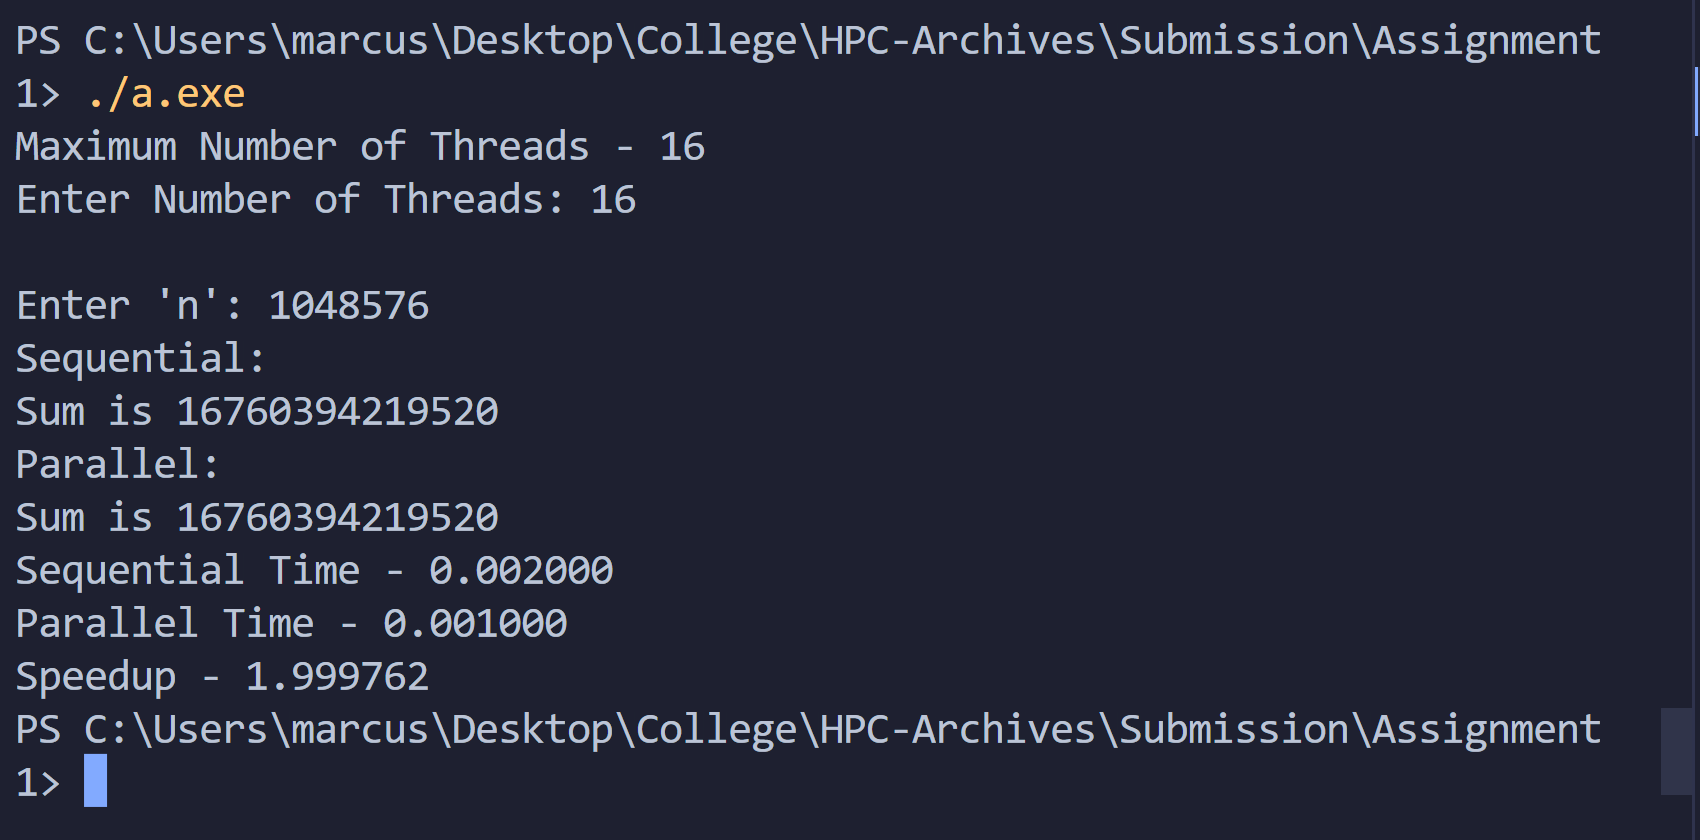 PS C:\Users\marcus\Desktop\College\HPC-Archives\Submission\Assignment
1> ./a.exe
Maximum Number of Threads - 16
Enter Number of Threads: 16
Enter 'n': 1048576
Sequential:
Sum is 16760394219520
Parallel:
Sum is 16760394219520
Sequential Time - 0.002000
Parallel Time - 0.001000
Speedup - 1.999762
PS C:\Users\marcus\Desktop\College\HPC-Archives\Submission\Assignment
1>